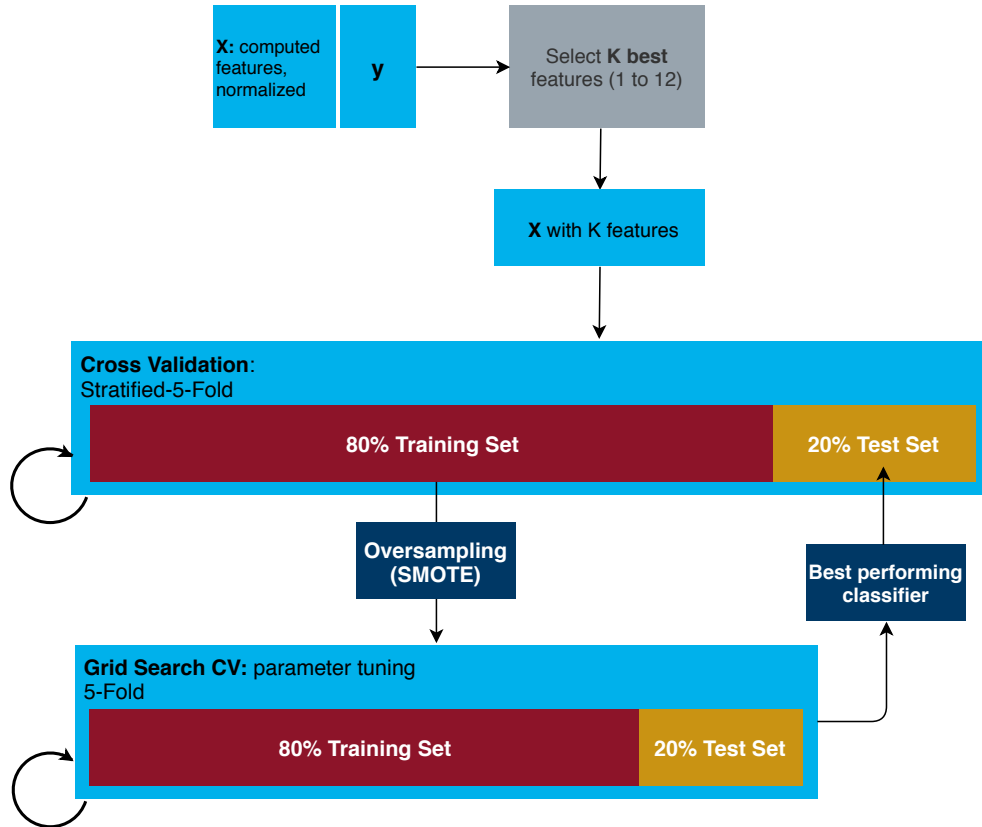 X: computed
features,
normalized
y
Select K best
features (1 to 12)
X with K features
Cross Validation:
Stratified-5-Fold
80% Training Set
20% Test Set
Oversampling
(SMOTE)
Best performing
classifier
Grid Search CV: parameter tuning
5-Fold
80% Training Set
20% Test Set